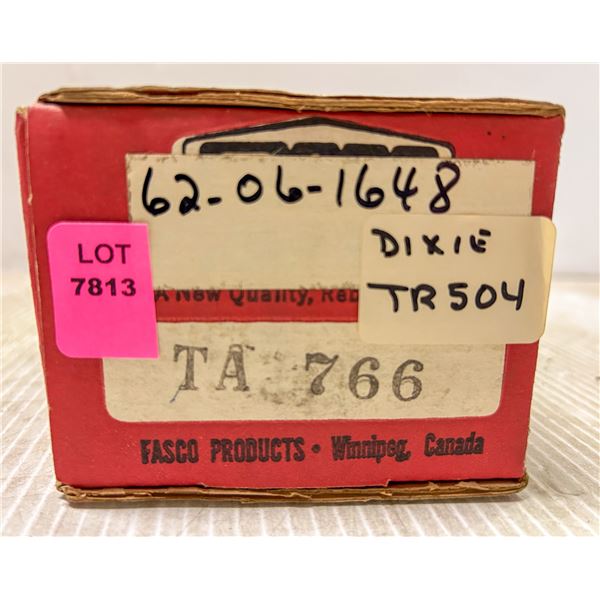 62-06-1648
LOT
7813
DIXIE
TR504
A New Quality,
TA 766
FASCO PRODUCTS • Winnipeg, Canada